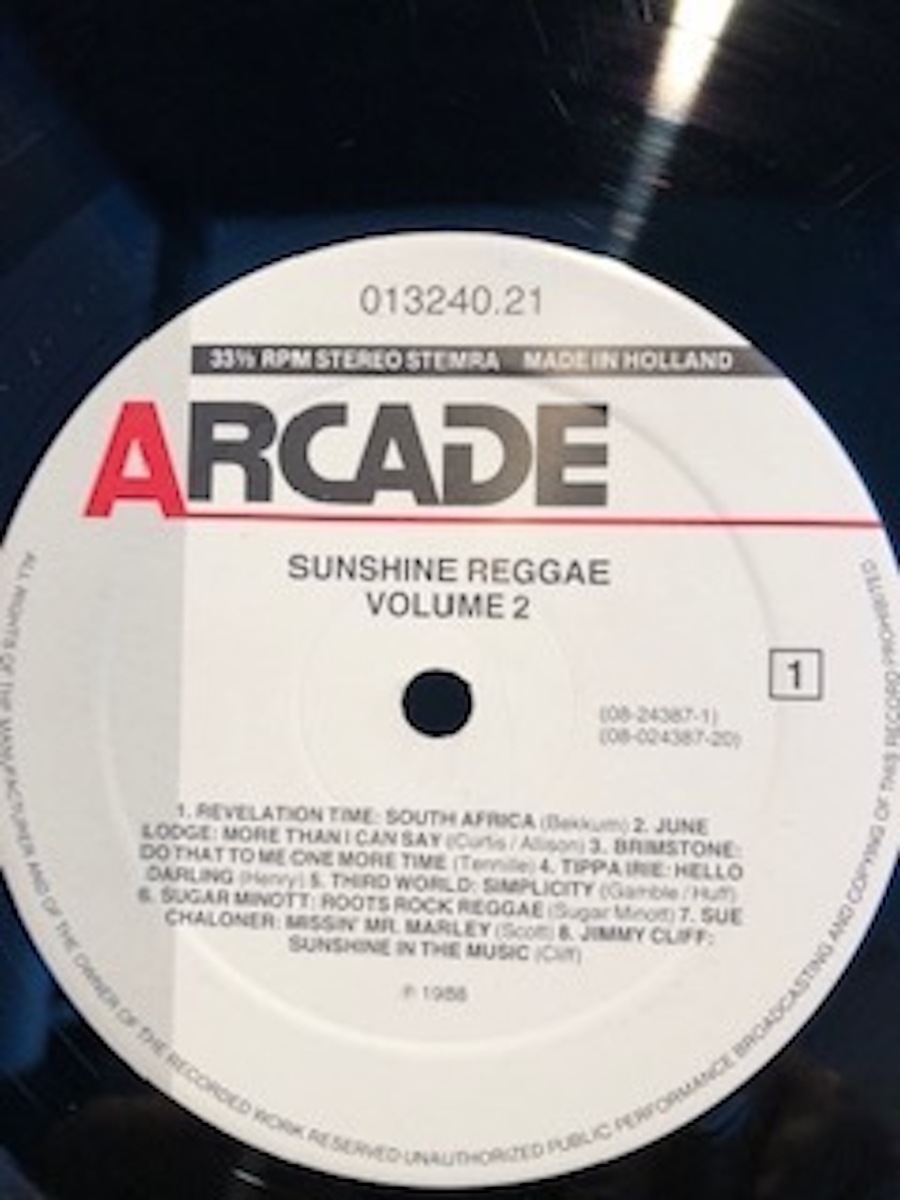 013240.21
33⅓ RPM STEREO STEMRA MADE IN HOLLAND
ARCADE
SUNSHINE REGGAE
VOLUME 2
1
(08-24387-1)
(08-024387-20)
1. REVELATION TIME: SOUTH AFRICA (Bekkum) 2. JUNE
LODGE: MORE THAN I CAN SAY (Curtis / Allison) 3. BRIMSTONE:
DO THAT TO ME ONE MORE TIME (Tennille) 4. TIPPA IRIE: HELLO
DARLING (Henry) 5. THIRD WORLD: SIMPLICITY (Gamble / Huff)
6. SUGAR MINOTT: ROOTS ROCK REGGAE (Sugar Minott) 7. SUE
CHALONER: MISSIN' MR. MARLEY (Scott) 8. JIMMY CLIFF:
SUNSHINE IN THE MUSIC (Cliff)
℗ 1988
ALL RIGHTS OF THE MANUFACTURER AND OF THE OWNER OF THE RECORDED WORK RESERVED·UNAUTHORIZED PUBLIC PERFORMANCE BROADCASTING AND COPYING OF THIS RECORD PROHIBITED